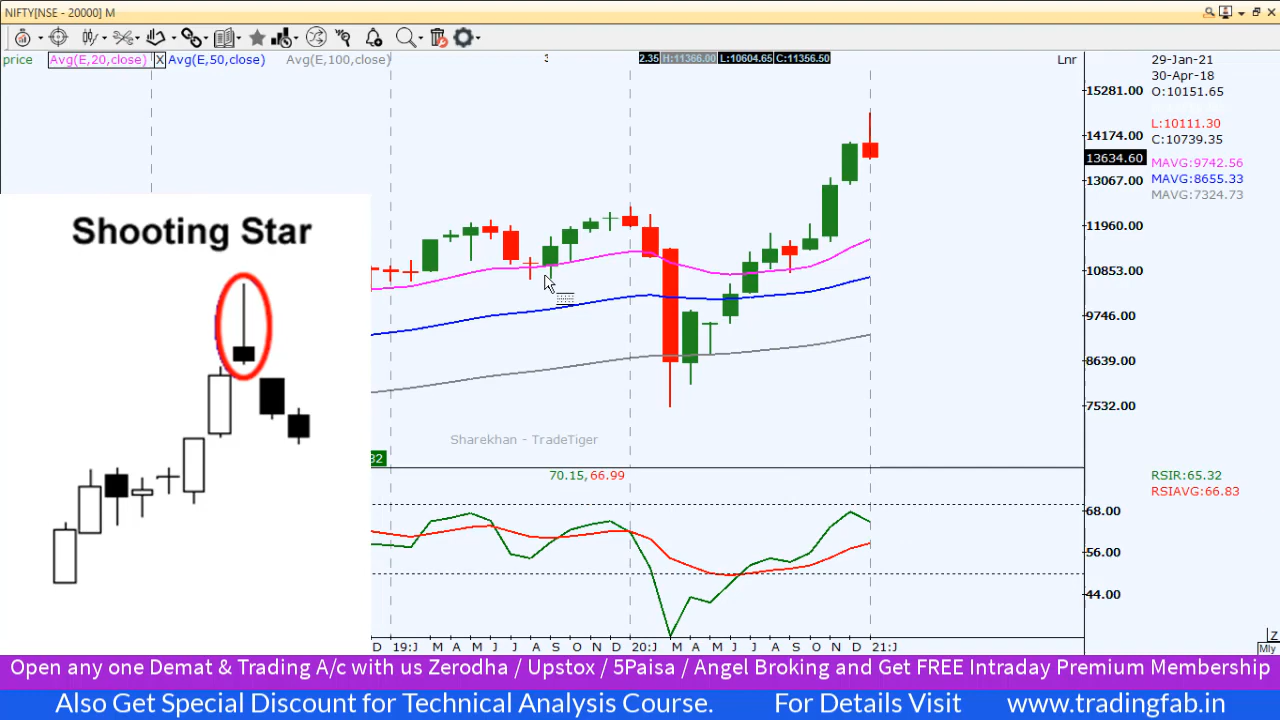 NIFTY[NSE - 20000] M
price Avg(E,20,close) X Avg(E,50,close) Avg(E,100,close)
2.35 H:11366.00 L:10604.65 C:11356.50
Lnr
29-Jan-21
30-Apr-18
O:10151.65
L:10111.30
C:10739.35
MAVG:9742.56
MAVG:8655.33
MAVG:7324.73
15281.00
14174.00
13634.60
13067.00
11960.00
10853.00
9746.00
8639.00
7532.00
Shooting Star
Sharekhan - TradeTiger
32
70.15, 66.99
RSIR:65.32
RSIAVG:66.83
68.00
56.00
44.00
D 19:J M A M J J A S O N D 20:J M A M J J A S O N D 21:J
Z
Mly
Open any one Demat & Trading A/c with us Zerodha / Upstox / 5Paisa / Angel Broking and Get FREE Intraday Premium Membership
Also Get Special Discount for Technical Analysis Course. For Details Visit www.tradingfab.in